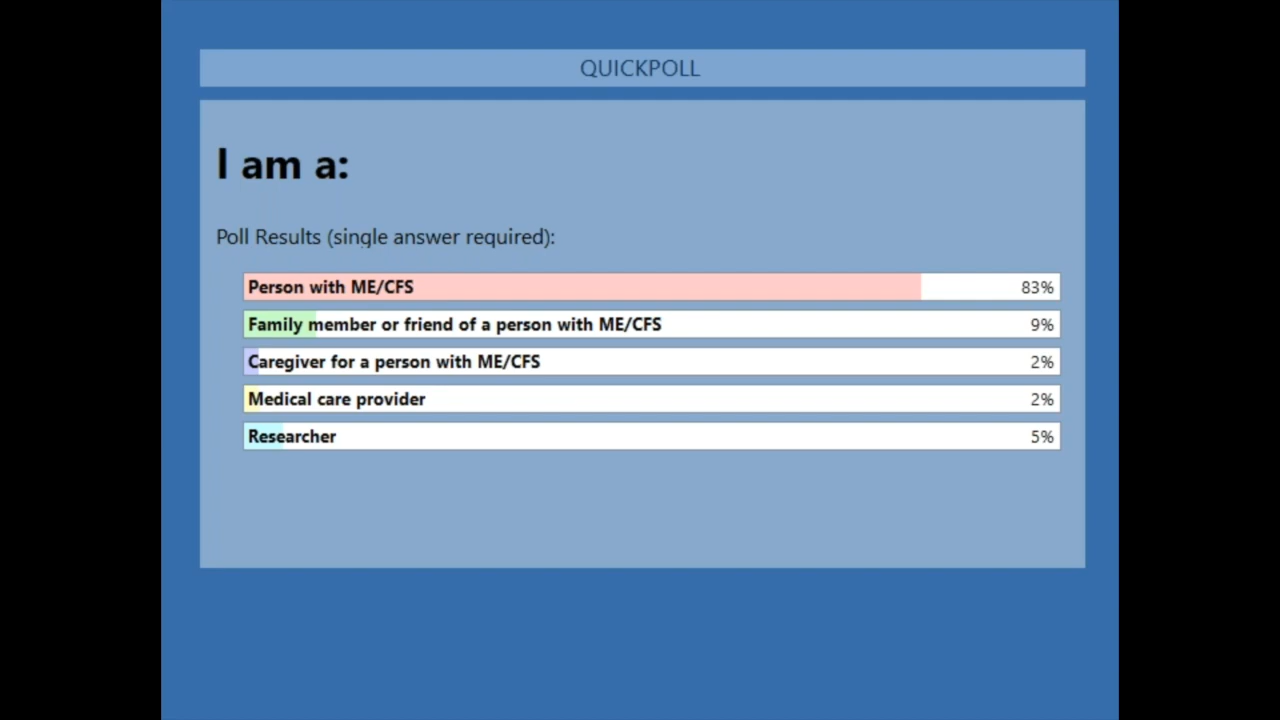 QUICKPOLL
I am a:
Poll Results (single answer required):
Person with ME/CFS 83%
Family member or friend of a person with ME/CFS 9%
Caregiver for a person with ME/CFS 2%
Medical care provider 2%
Researcher 5%